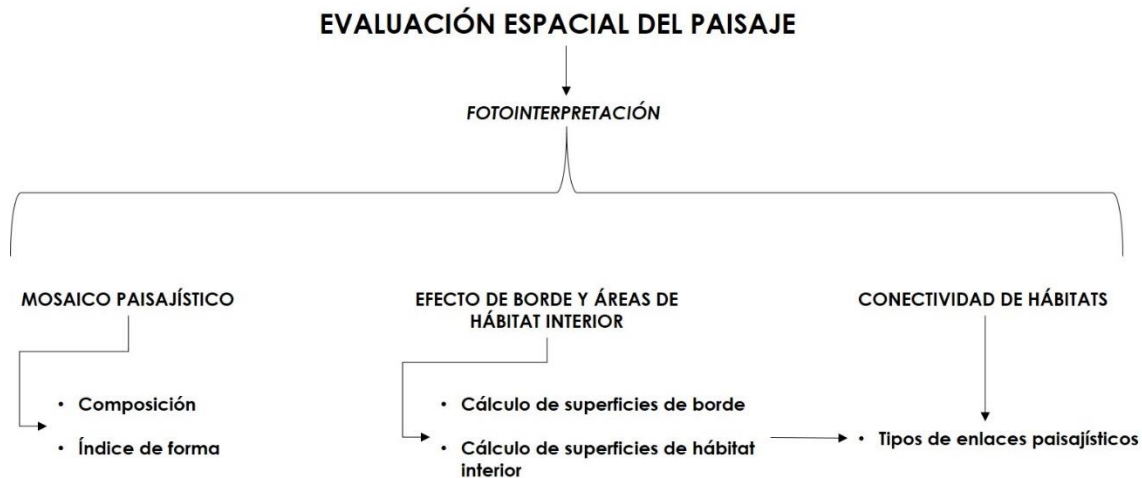 EVALUACIÓN ESPACIAL DEL PAISAJE
FOTOINTERPRETACIÓN
MOSAICO PAISAJÍSTICO
• Composición
• Índice de forma
EFECTO DE BORDE Y ÁREAS DE
HÁBITAT INTERIOR
• Cálculo de superficies de borde
• Cálculo de superficies de hábitat
interior
CONECTIVIDAD DE HÁBITATS
• Tipos de enlaces paisajísticos